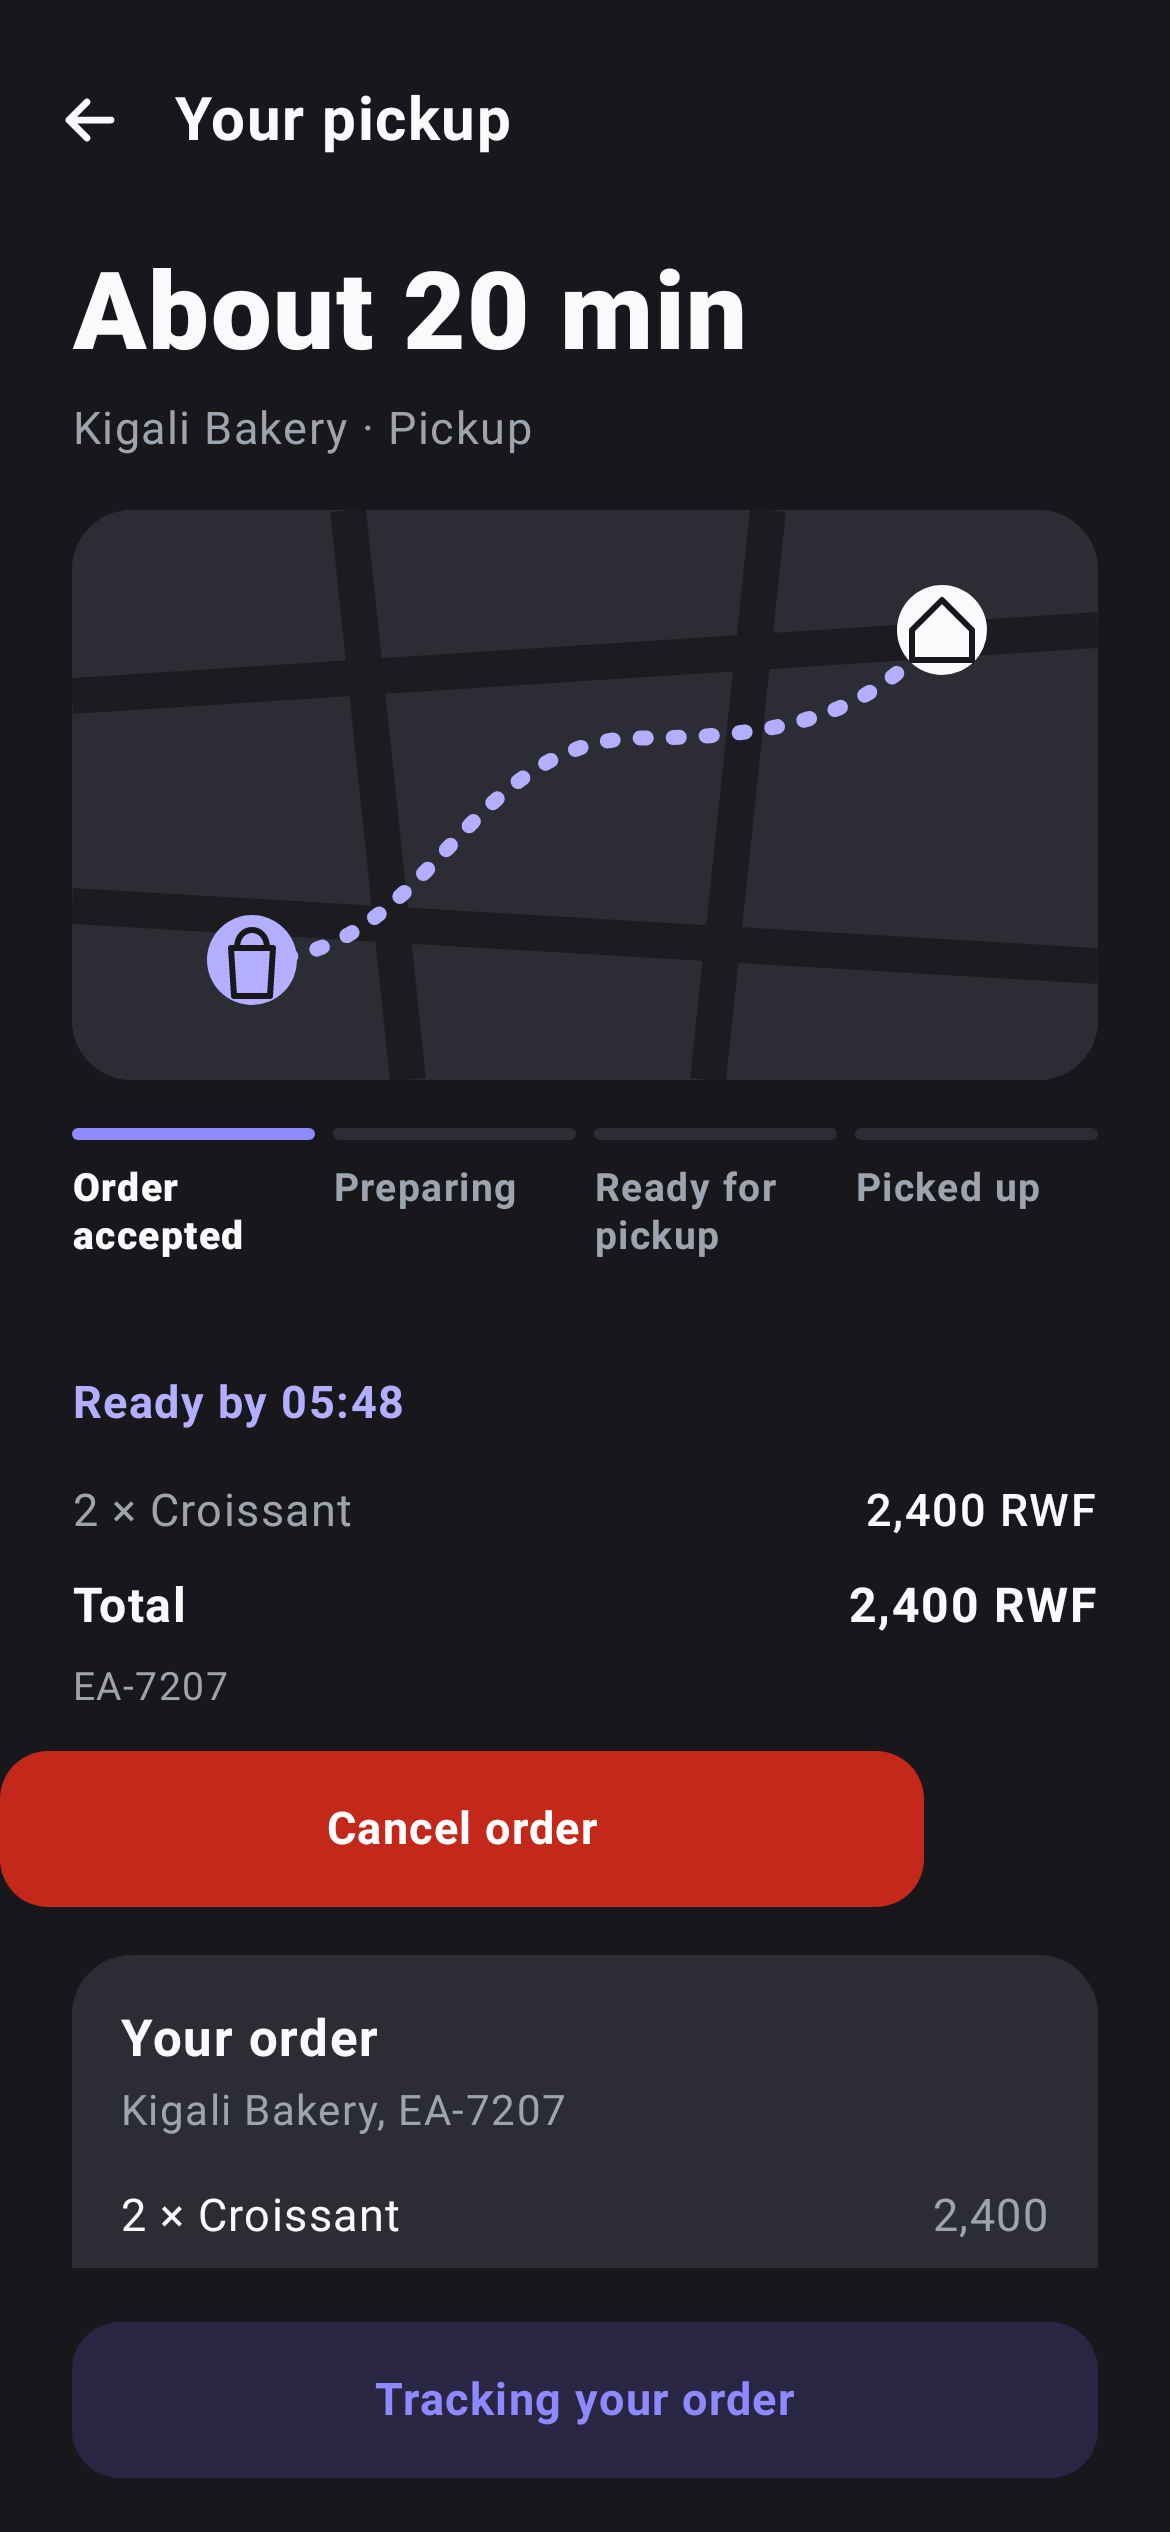 Your pickup
About 20 min
Kigali Bakery · Pickup
Order
accepted
Preparing
Ready for
pickup
Picked up
Ready by 05:48
2 × Croissant 2,400 RWF
Total 2,400 RWF
EA-7207
Cancel order
Your order
Kigali Bakery, EA-7207
2 × Croissant 2,400
Tracking your order